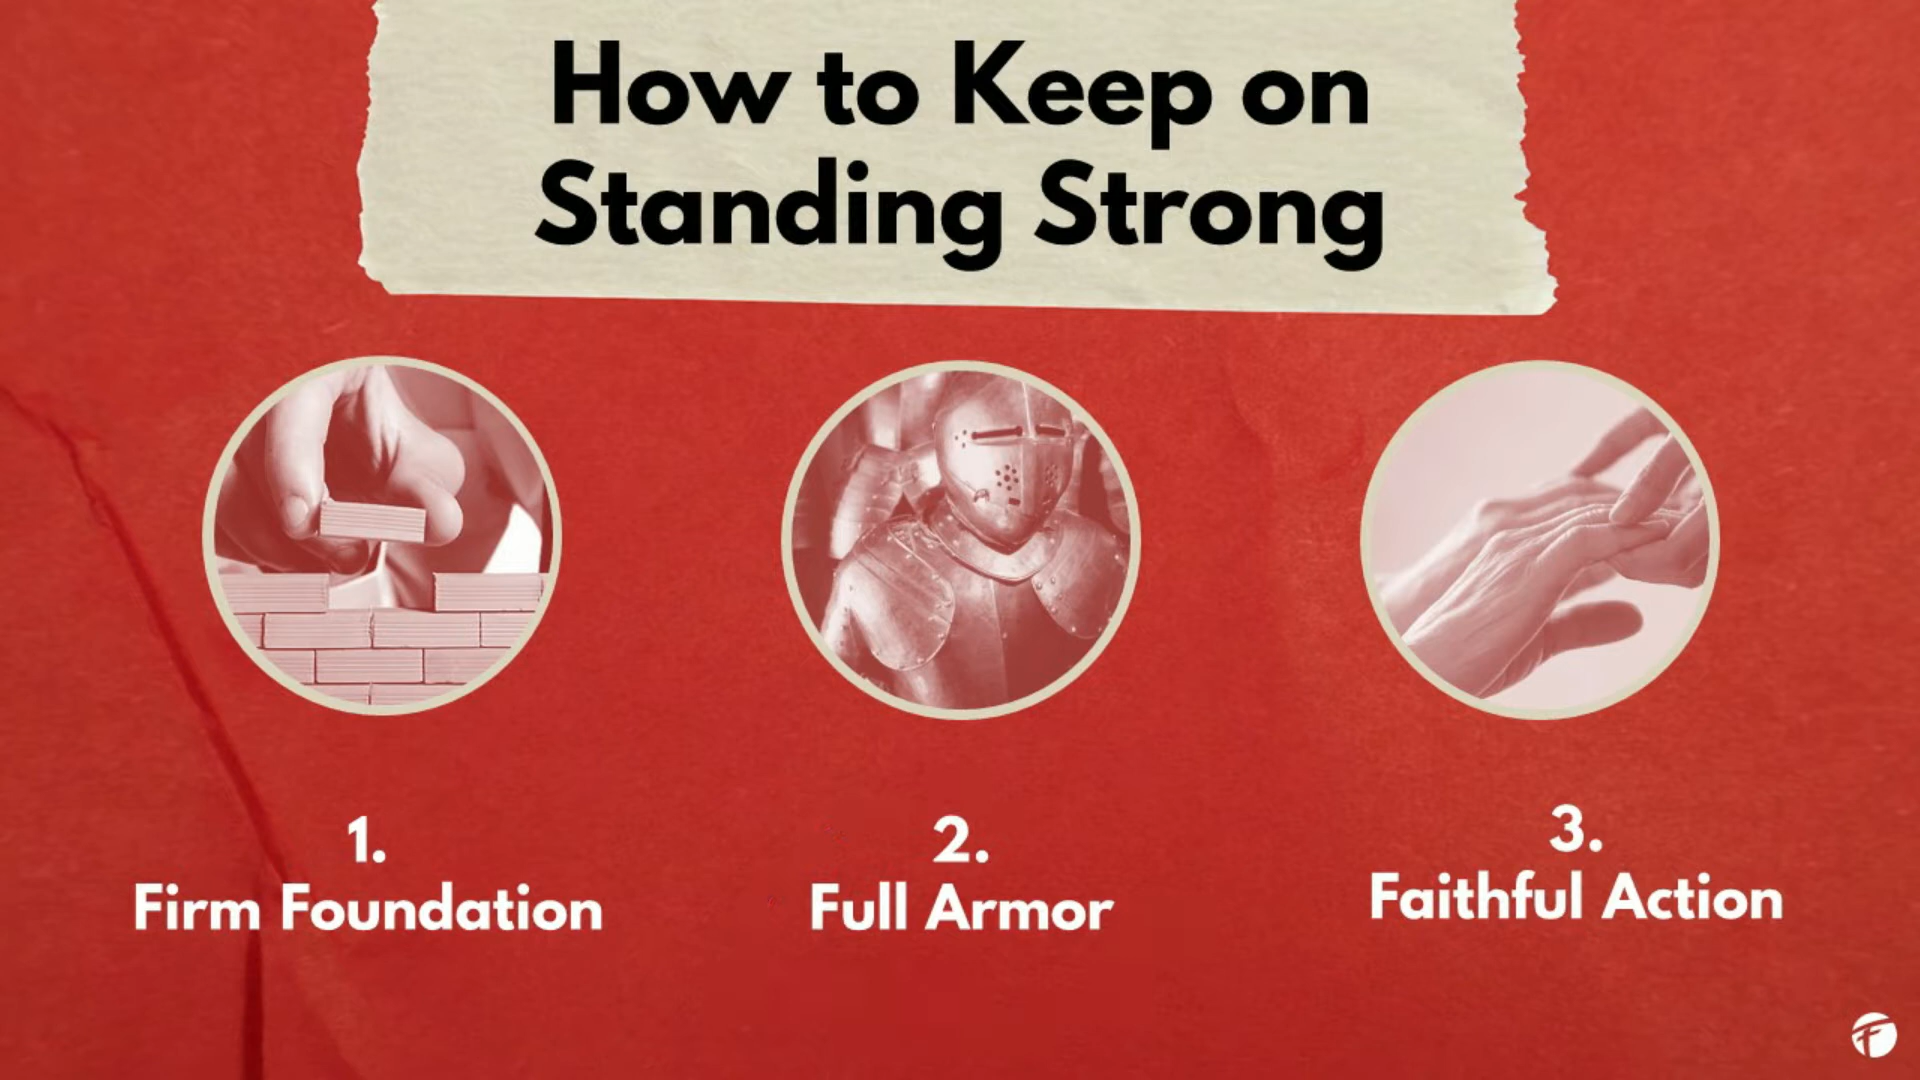 How to Keep on
Standing Strong
1.
Firm Foundation
2.
Full Armor
3.
Faithful Action